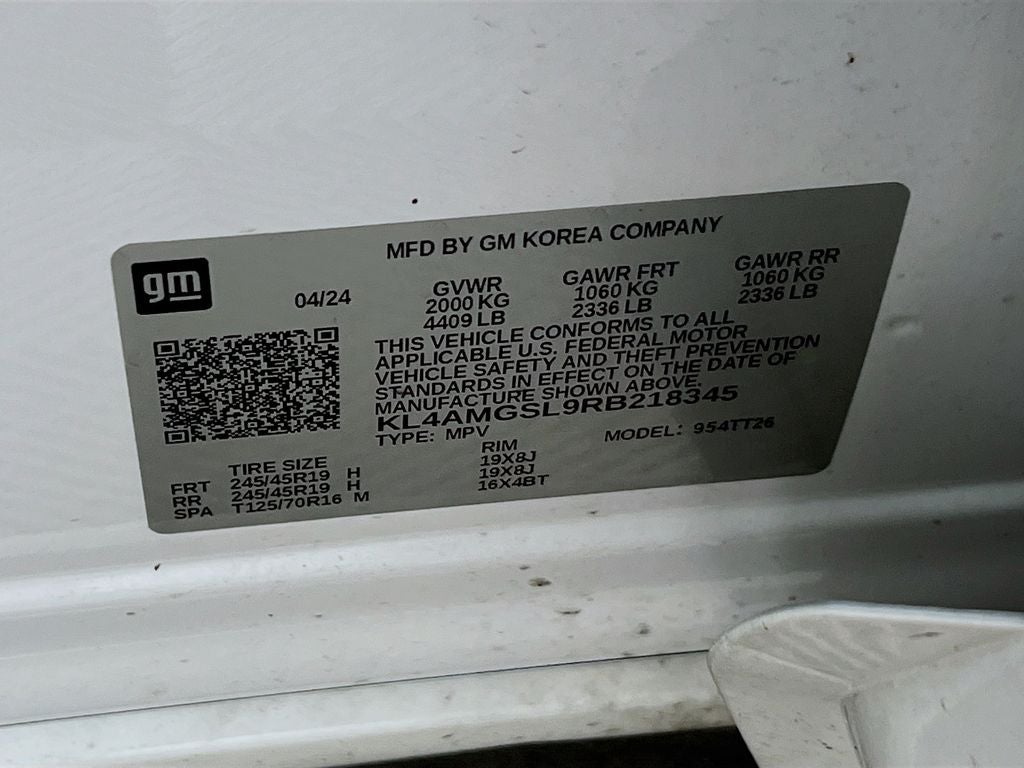 gm
MFD BY GM KOREA COMPANY
04/24
GVWR
2000 KG
4409 LB
GAWR FRT
1060 KG
2336 LB
GAWR RR
1060 KG
2336 LB
THIS VEHICLE CONFORMS TO ALL
APPLICABLE U.S. FEDERAL MOTOR
VEHICLE SAFETY AND THEFT PREVENTION
STANDARDS IN EFFECT ON THE DATE OF
MANUFACTURE SHOWN ABOVE.
KL4AMGSL9RB218345
TYPE: MPV
MODEL: 954TT26
TIRE SIZE RIM
FRT 245/45R19 H 19X8J
RR 245/45R19 H 19X8J
SPA T125/70R16 M 16X4BT